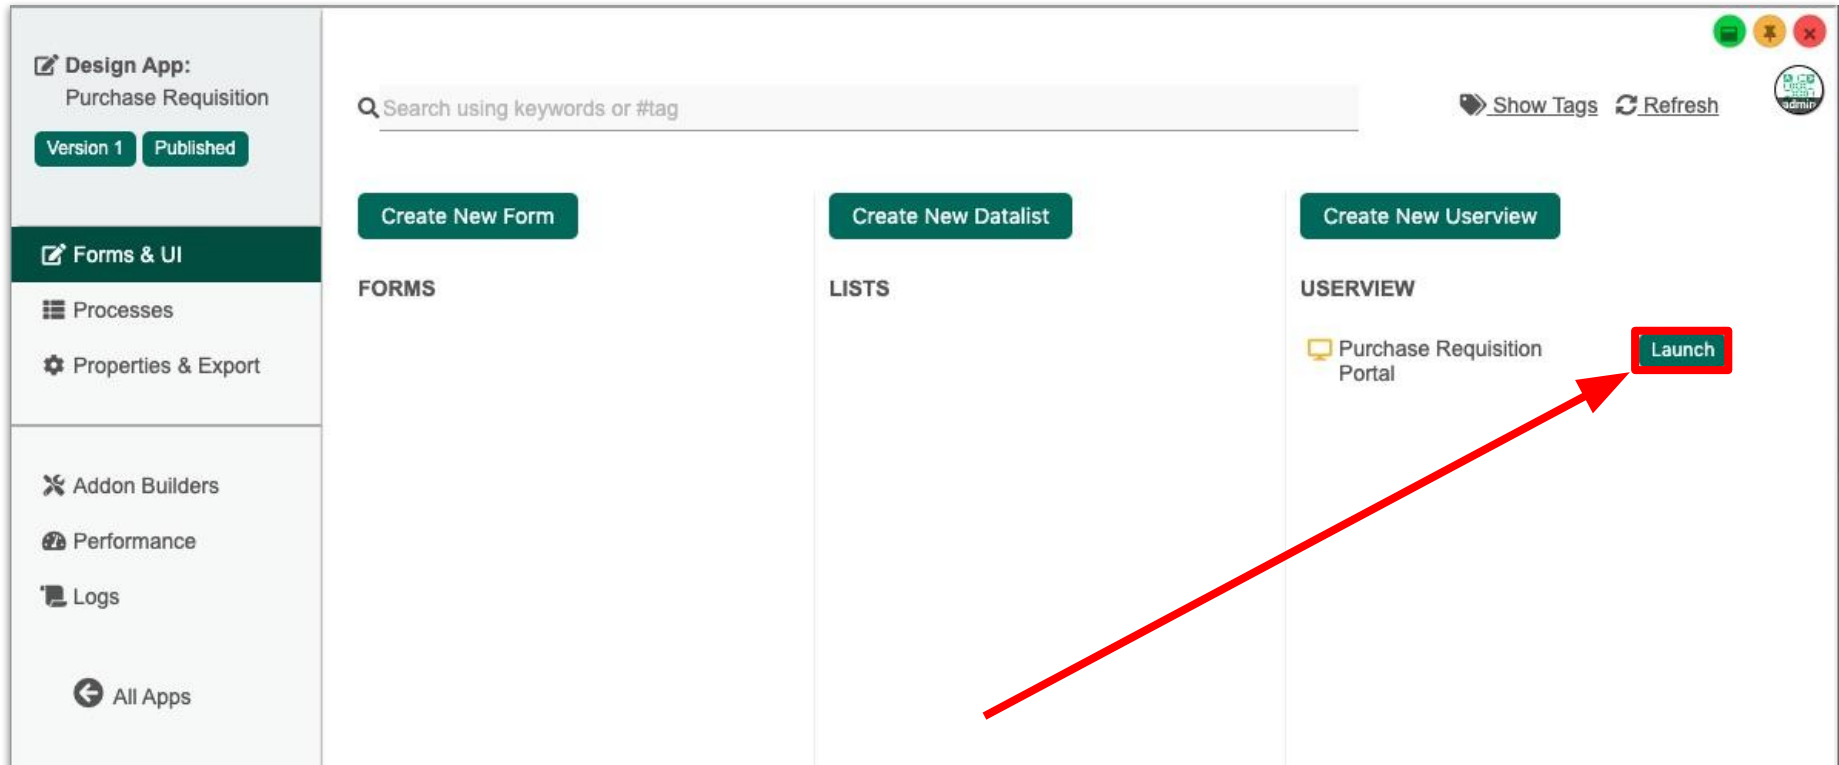 Design App:
Purchase Requisition
Version 1 Published
Forms & UI
Processes
Properties & Export
Addon Builders
Performance
Logs
All Apps
Search using keywords or #tag
Show Tags Refresh
admin
Create New Form
FORMS
Create New Datalist
LISTS
Create New Userview
USERVIEW
Purchase Requisition
Portal
Launch